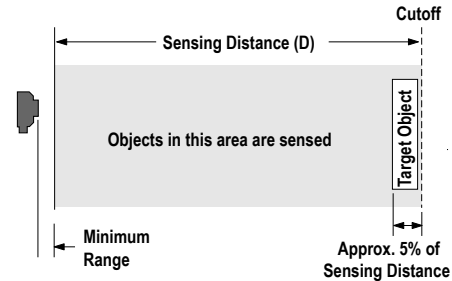 Cutoff
Sensing Distance (D)
Objects in this area are sensed
Target Object
Minimum
Range
Approx. 5% of
Sensing Distance